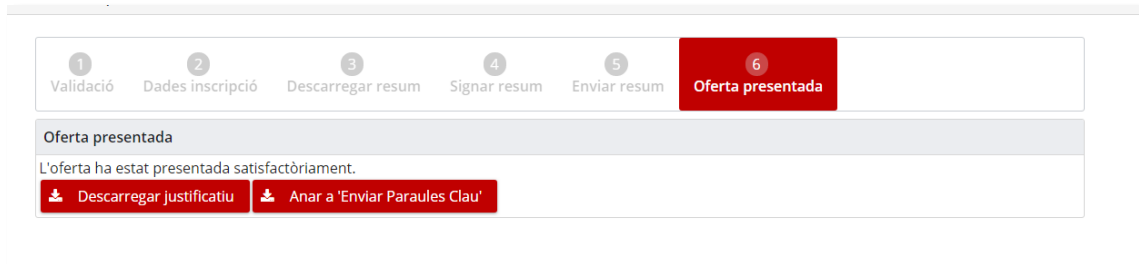 1 2 3 4 5 6
Validació Dades inscripció Descarregar resum Signar resum Enviar resum Oferta presentada
Oferta presentada
L'oferta ha estat presentada satisfactòriament.
Descarregar justificatiu Anar a 'Enviar Paraules Clau'